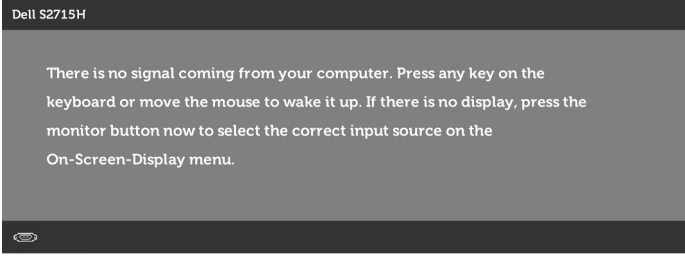 Dell S2715H
There is no signal coming from your computer. Press any key on the
keyboard or move the mouse to wake it up. If there is no display, press the
monitor button now to select the correct input source on the
On-Screen-Display menu.